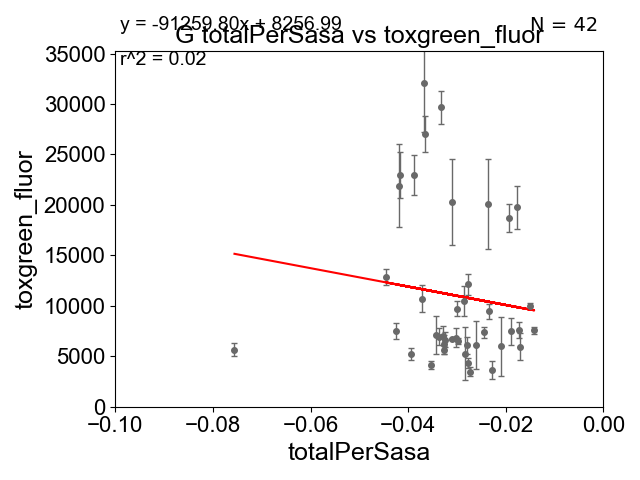 y = -91259.80x + 8256.99
N = 42
G totalPerSasa vs toxgreen_fluor
r^2 = 0.02
35000
30000
25000
20000
15000
10000
5000
0
toxgreen_fluor
−0.10 −0.08 −0.06 −0.04 −0.02 0.00
totalPerSasa